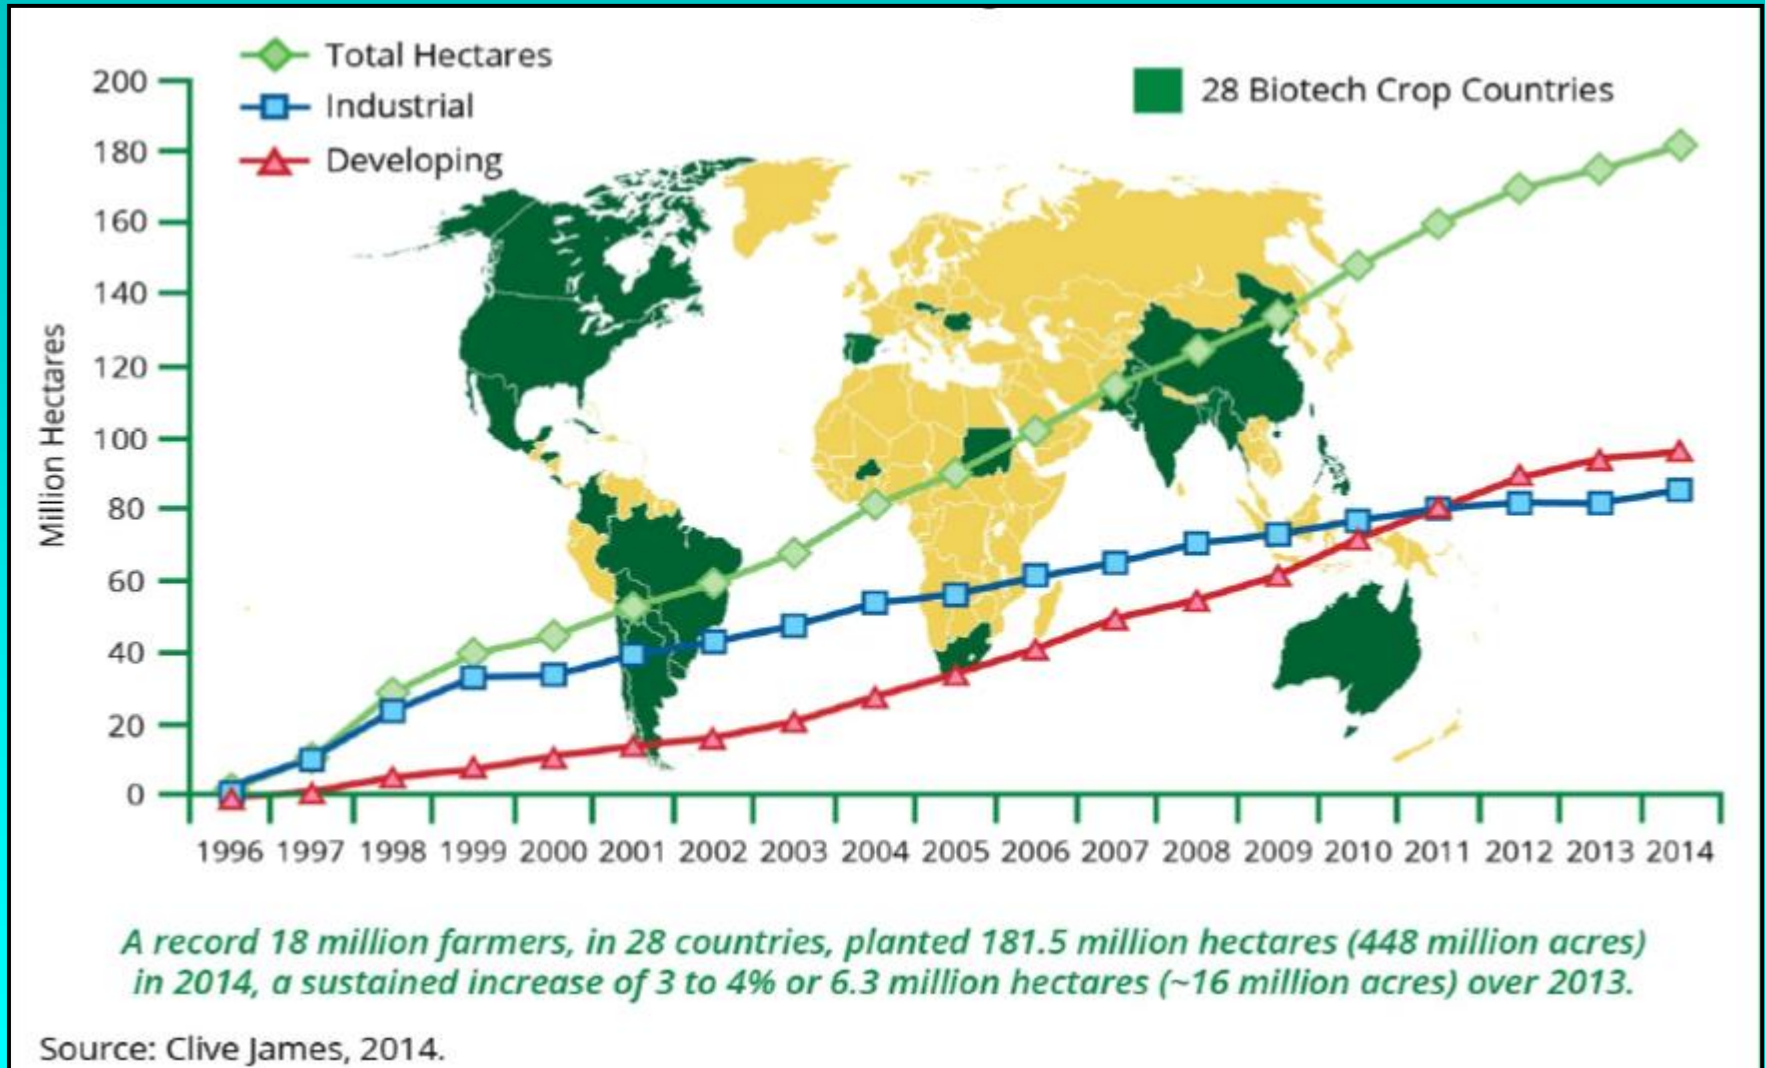 Total Hectares
Industrial
Developing
28 Biotech Crop Countries
200
180
160
140
120
100
80
60
40
20
0
Million Hectares
1996 1997 1998 1999 2000 2001 2002 2003 2004 2005 2006 2007 2008 2009 2010 2011 2012 2013 2014
A record 18 million farmers, in 28 countries, planted 181.5 million hectares (448 million acres)
in 2014, a sustained increase of 3 to 4% or 6.3 million hectares (~16 million acres) over 2013.
Source: Clive James, 2014.